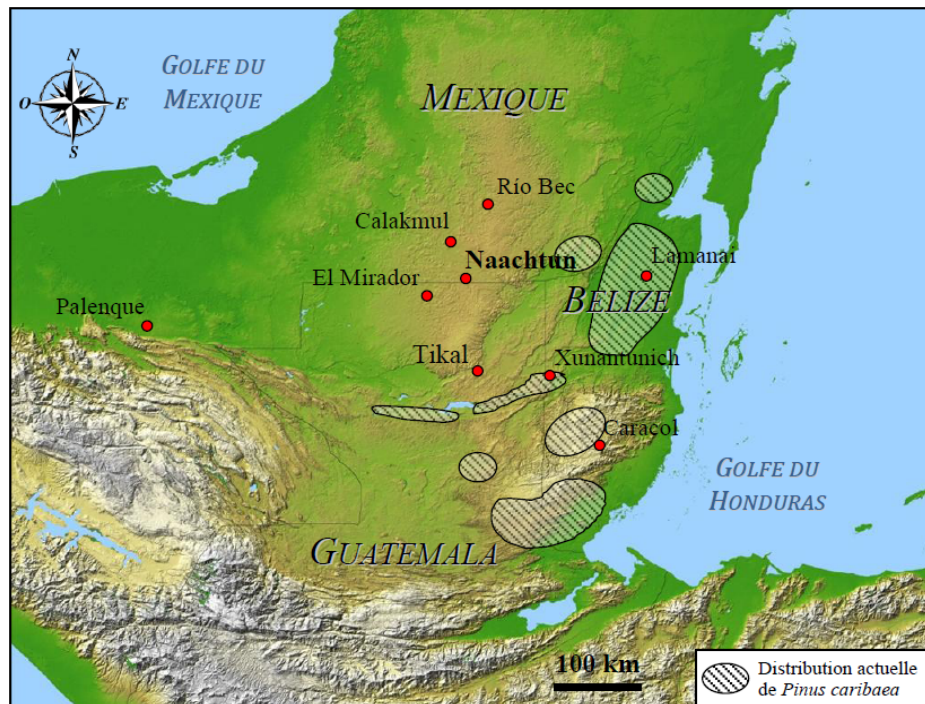 N
O
E
S
GOLFE DU
MEXIQUE
MEXIQUE
Río Bec
Calakmul
Naachtun
El Mirador
Lamanai
BELIZE
Palenque
Tikal
Xunantunich
Caracol
GOLFE DU
HONDURAS
GUATEMALA
100 km
Distribution actuelle
de Pinus caribaea